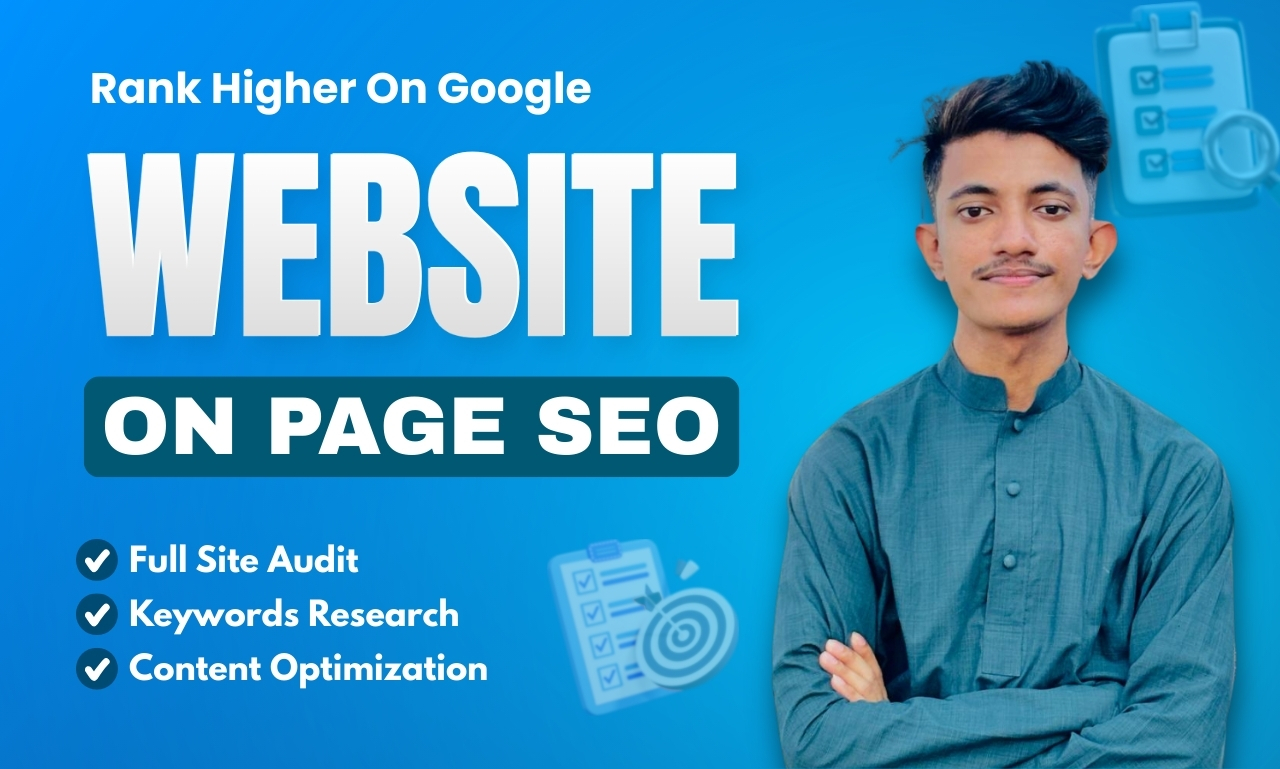 Rank Higher On Google
WEBSITE
ON PAGE SEO
Full Site Audit
Keywords Research
Content Optimization